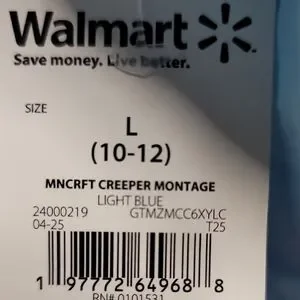 Walmart
Save money. Live better.
SIZE
L
(10-12)
MNCRFT CREEPER MONTAGE
LIGHT BLUE
24000219 GTMZMCC6XYLC
04-25 T25
1 97772 64968 8
RN# 0101531